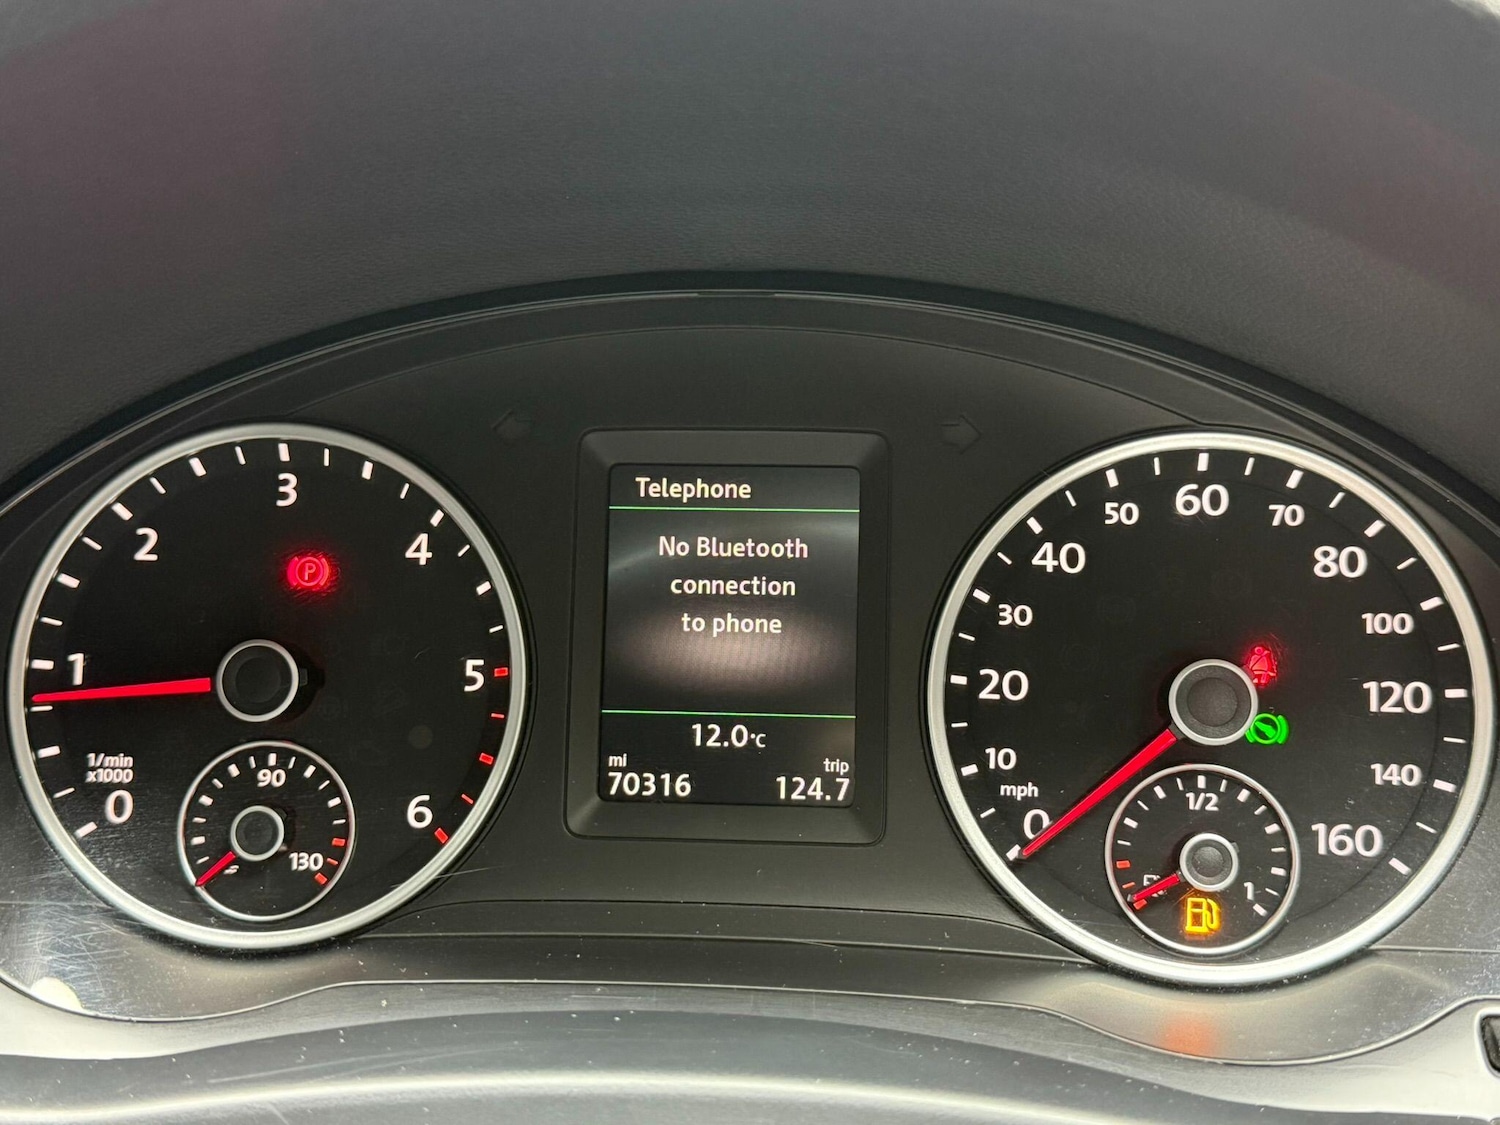 Telephone
No Bluetooth
connection
to phone
12.0°C
mi
70316
trip
124.7
0
1
2
3
4
5
6
1/min
x1000
90
130
P
0
10
20
30
40
50
60
70
80
100
120
140
160
mph
1/2
1